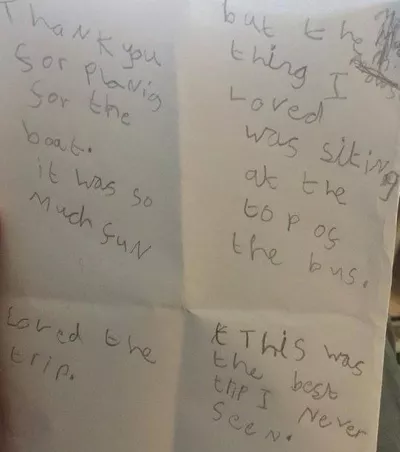 Thank you
for planig
for the
boat.
it was so
Much fun
but the
thing I
Loved
was siting
at the
top of
the bus.
Loved the
trip.
This was
the best
trip I Never
Seen.